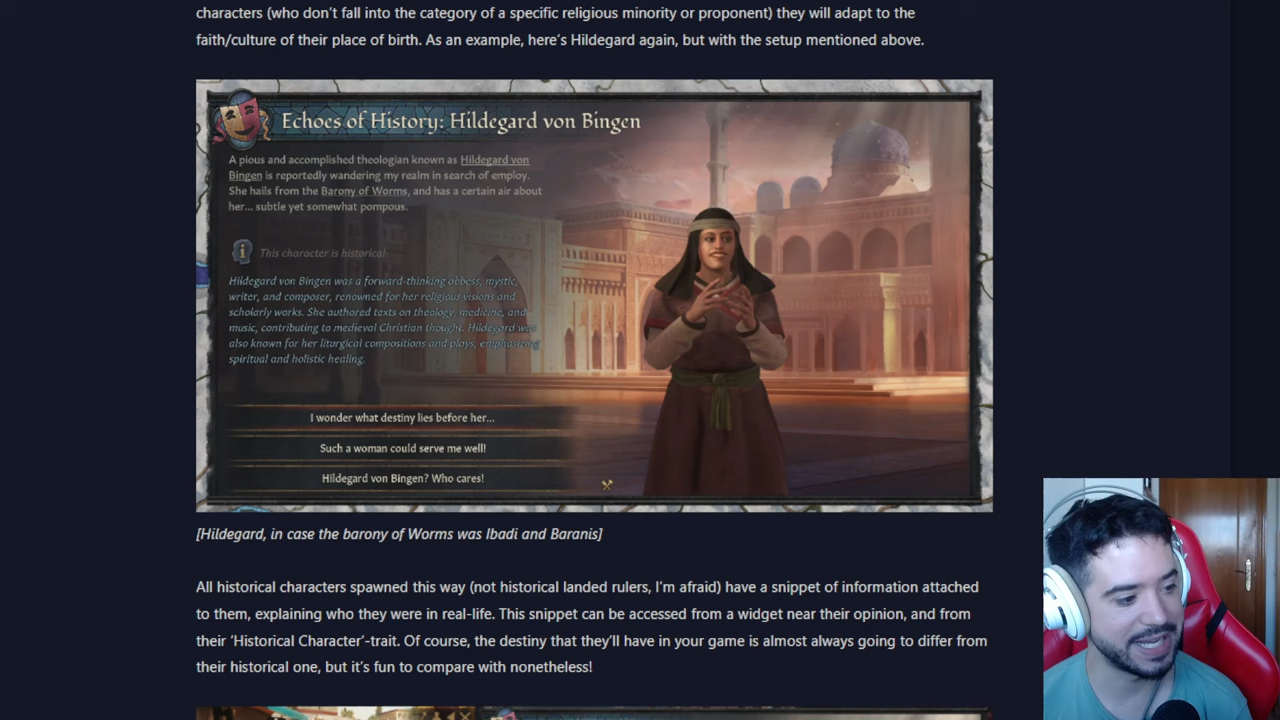 characters (who don't fall into the category of a specific religious minority or proponent) they will adapt to the
faith/culture of their place of birth. As an example, here's Hildegard again, but with the setup mentioned above.
Echoes of History: Hildegard von Bingen
A pious and accomplished theologian known as Hildegard von
Bingen is reportedly wandering my realm in search of employ.
She hails from the Barony of Worms, and has a certain air about
her... subtle yet somewhat pompous.
This character is historical:
Hildegard von Bingen was a forward-thinking abbess, mystic,
writer, and composer, renowned for her religious visions and
scholarly works. She authored texts on theology, medicine, and
music, contributing to medieval Christian thought. Hildegard was
also known for her liturgical compositions and plays, emphasizing
spiritual and holistic healing.
I wonder what destiny lies before her...
Such a woman could serve me well!
Hildegard von Bingen? Who cares!
[Hildegard, in case the barony of Worms was Ibadi and Baranis]
All historical characters spawned this way (not historical landed rulers, I'm afraid) have a snippet of information attached
to them, explaining who they were in real-life. This snippet can be accessed from a widget near their opinion, and from
their 'Historical Character'-trait. Of course, the destiny that they'll have in your game is almost always going to differ from
their historical one, but it's fun to compare with nonetheless!